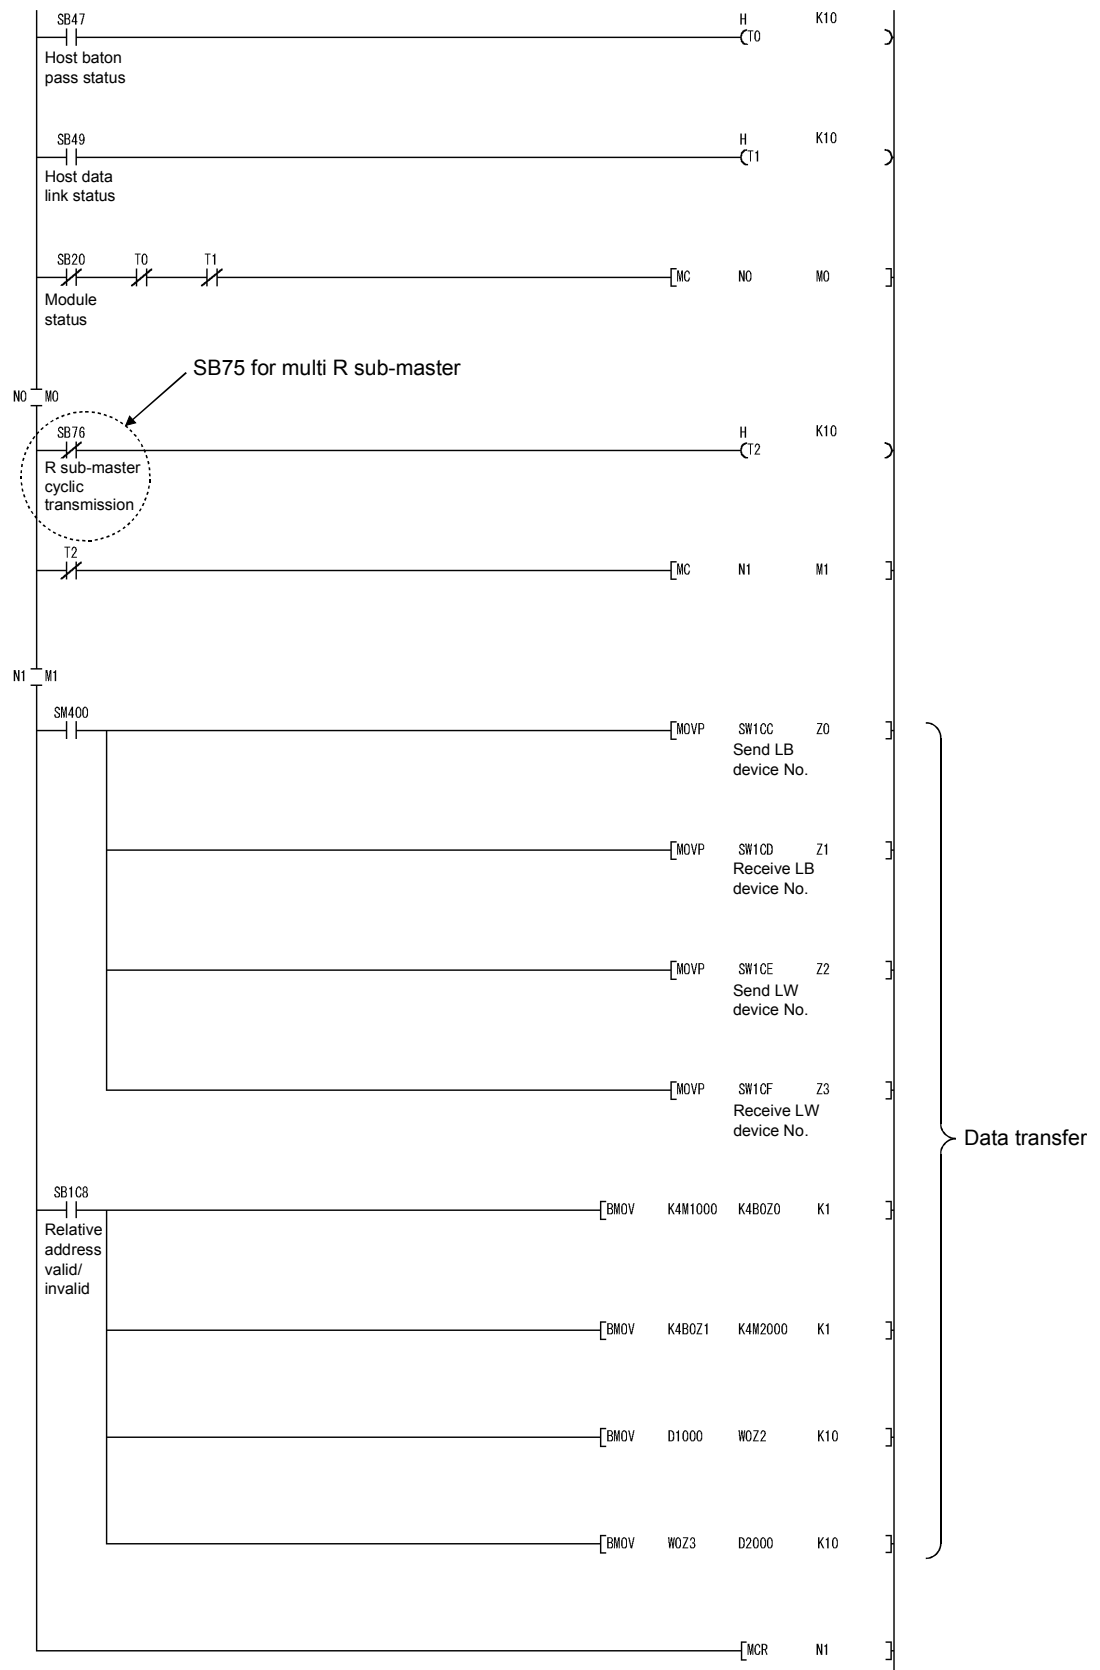 SB47 H K10
T0
Host baton
pass status
SB49 H K10
T1
Host data
link status
SB20 T0 T1
MC N0 M0
Module
status
SB75 for multi R sub-master
N0 M0
SB76 H K10
T2
R sub-master
cyclic
transmission
T2
MC N1 M1
N1 M1
SM400
MOVP SW1CC Z0
Send LB
device No.
MOVP SW1CD Z1
Receive LB
device No.
MOVP SW1CE Z2
Send LW
device No.
MOVP SW1CF Z3
Receive LW
device No.
Data transfer
SB1C8
BMOV K4M1000 K4B0Z0 K1
Relative
address
valid/
invalid
BMOV K4B0Z1 K4M2000 K1
BMOV D1000 W0Z2 K10
BMOV W0Z3 D2000 K10
MCR N1